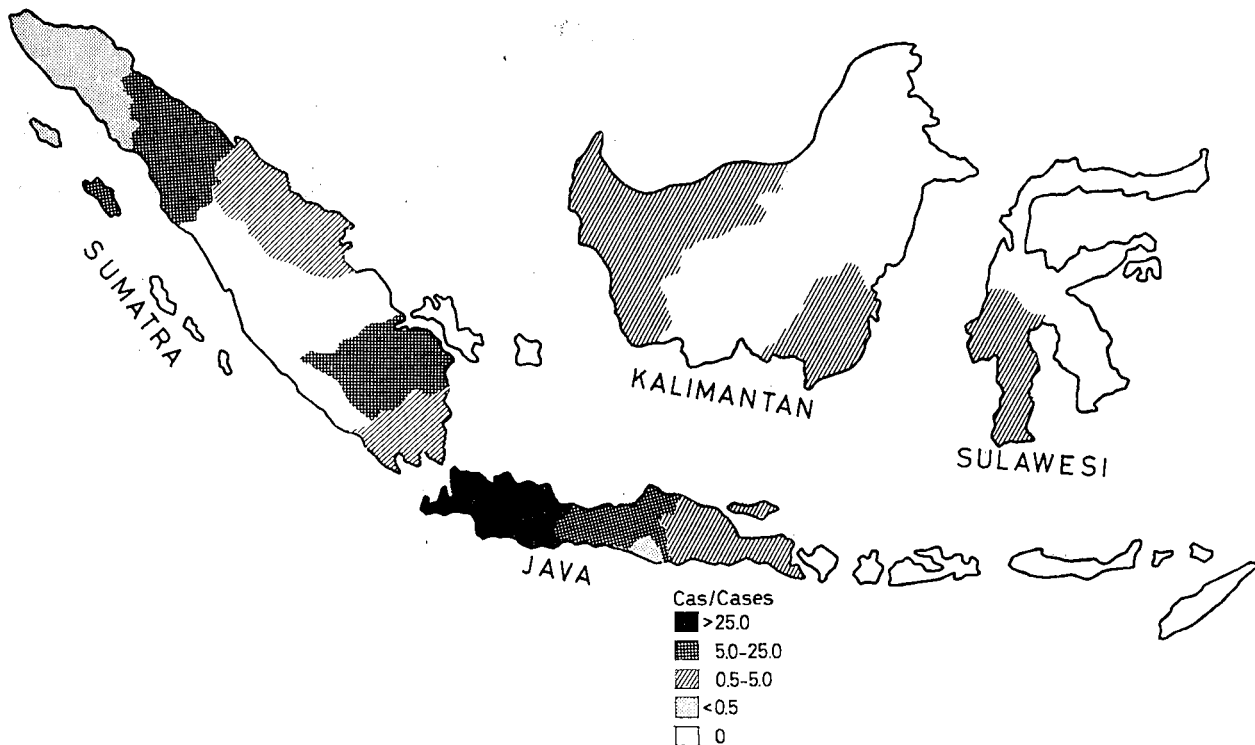 SUMATRA
KALIMANTAN
SULAWESI
JAVA
Cas/Cases
>25.0
5.0-25.0
0.5-5.0
<0.5
0